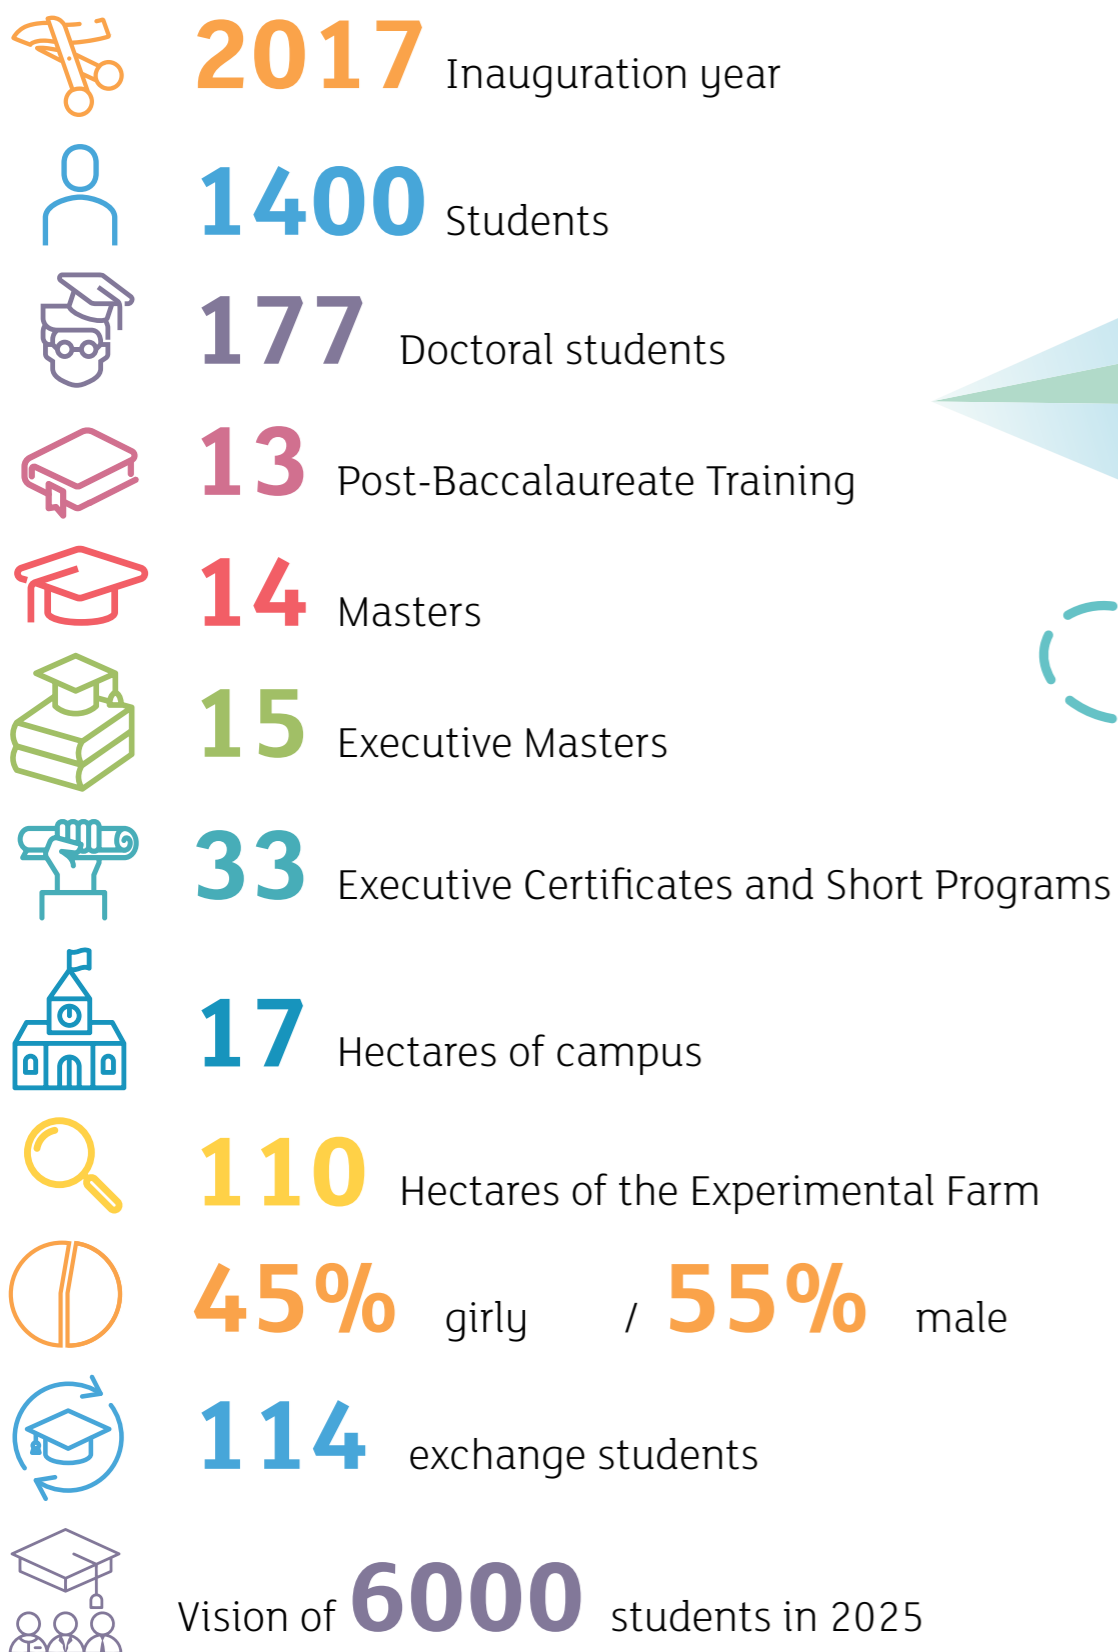 2017 Inauguration year
1400 Students
177 Doctoral students
13 Post-Baccalaureate Training
14 Masters
15 Executive Masters
33 Executive Certificates and Short Programs
17 Hectares of campus
110 Hectares of the Experimental Farm
45% girly / 55% male
114 exchange students
Vision of 6000 students in 2025